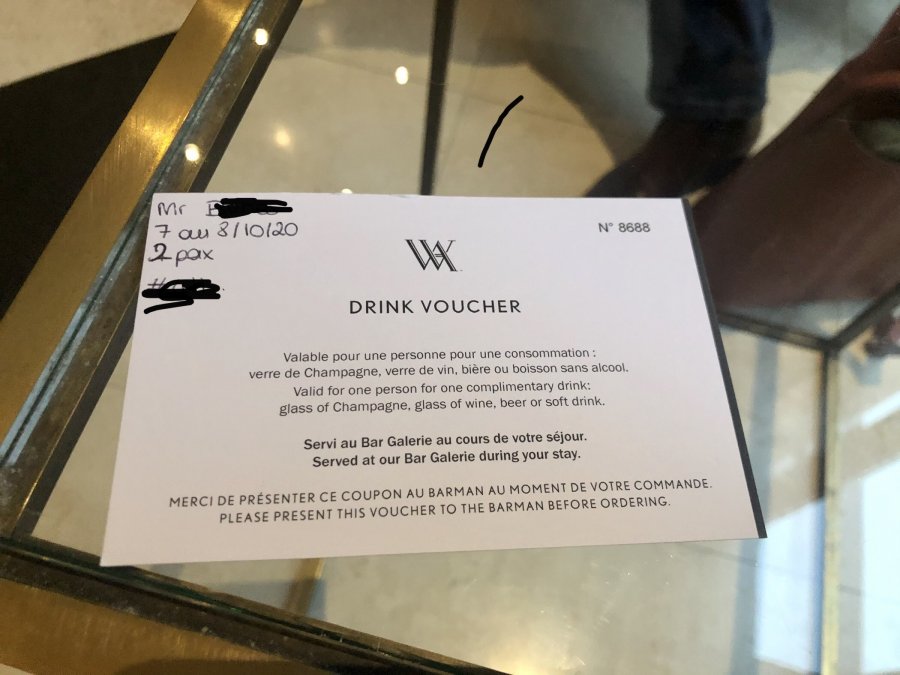 Mr
7 au 8/10/20
2 pax
N° 8688
WA
DRINK VOUCHER
Valable pour une personne pour une consommation :
verre de Champagne, verre de vin, bière ou boisson sans alcool.
Valid for one person for one complimentary drink:
glass of Champagne, glass of wine, beer or soft drink.
Servi au Bar Galerie au cours de votre séjour.
Served at our Bar Galerie during your stay.
MERCI DE PRÉSENTER CE COUPON AU BARMAN AU MOMENT DE VOTRE COMMANDE.
PLEASE PRESENT THIS VOUCHER TO THE BARMAN BEFORE ORDERING.